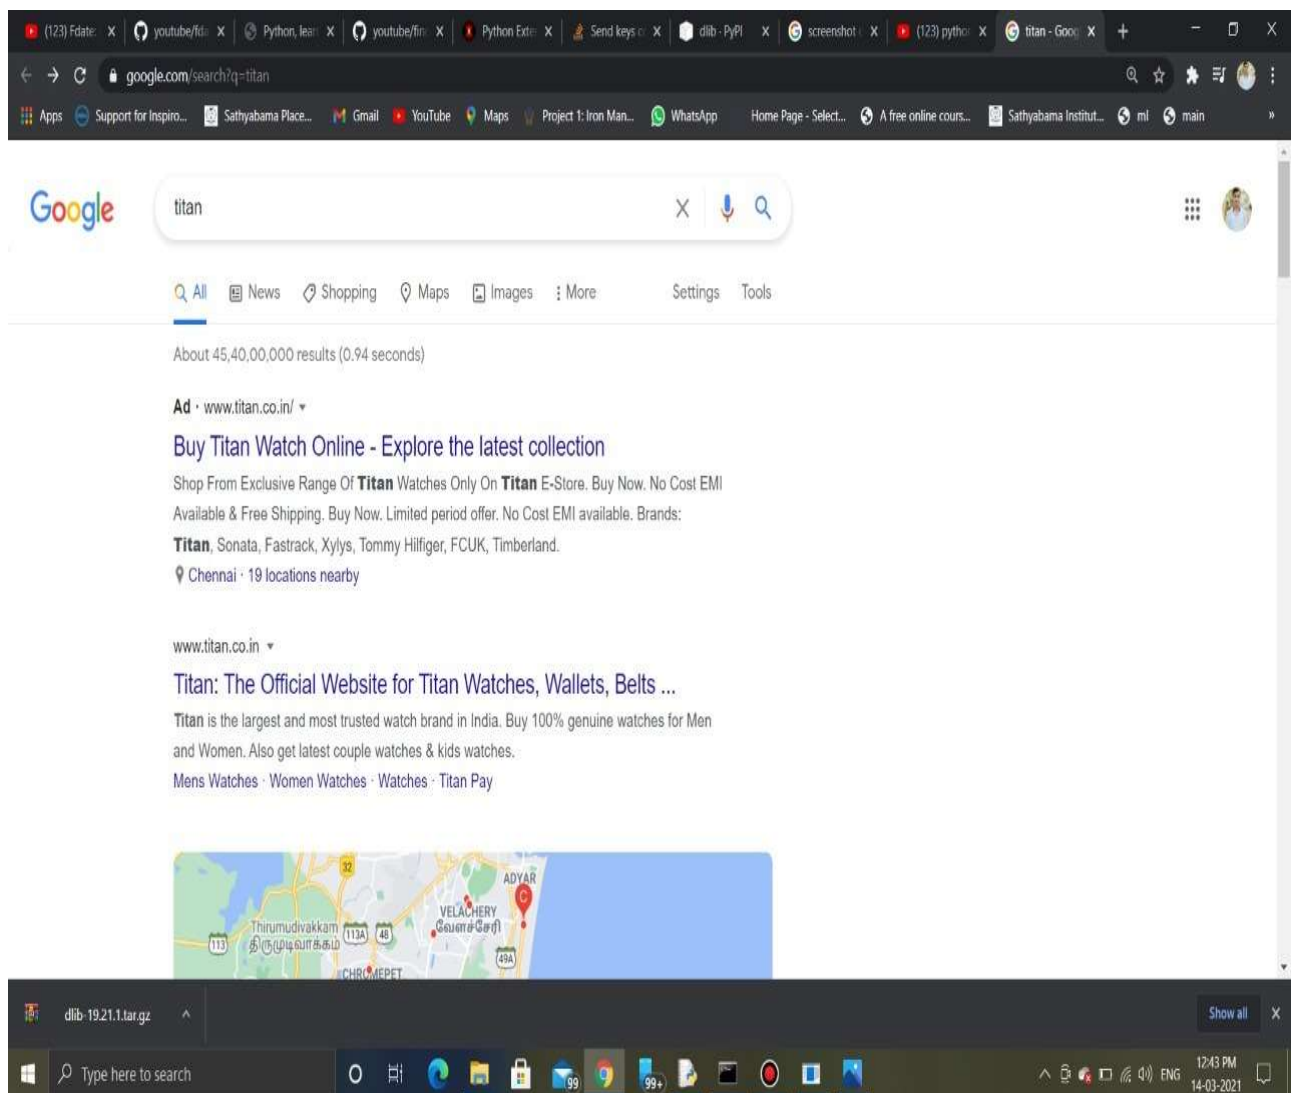 (123) Fdate:
youtube/fda
Python, lear
youtube/fin
Python Exte
Send keys o
dlib · PyPI
screenshot
(123) pytho
titan - Goog
google.com/search?q=titan
Apps
Support for Inspiro...
Sathyabama Place...
Gmail
YouTube
Maps
Project 1: Iron Man...
WhatsApp
Home Page - Select...
A free online cours...
Sathyabama Institut...
ml
main
»
Google
titan
All
News
Shopping
Maps
Images
More
Settings
Tools
About 45,40,00,000 results (0.94 seconds)
Ad · www.titan.co.in/
Buy Titan Watch Online - Explore the latest collection
Shop From Exclusive Range Of Titan Watches Only On Titan E-Store. Buy Now. No Cost EMI
Available & Free Shipping. Buy Now. Limited period offer. No Cost EMI available. Brands:
Titan, Sonata, Fastrack, Xylys, Tommy Hilfiger, FCUK, Timberland.
Chennai · 19 locations nearby
www.titan.co.in
Titan: The Official Website for Titan Watches, Wallets, Belts ...
Titan is the largest and most trusted watch brand in India. Buy 100% genuine watches for Men
and Women. Also get latest couple watches & kids watches.
Mens Watches · Women Watches · Watches · Titan Pay
32
ADYAR
C
VELACHERY
வேளச்சேரி
Thirumudivakkam
திருமுடிவாக்கம்
113
113A
48
49A
CHROMEPET
dlib-19.21.1.tar.gz
Show all
Type here to search
99
99+
ENG
12:43 PM
14-03-2021